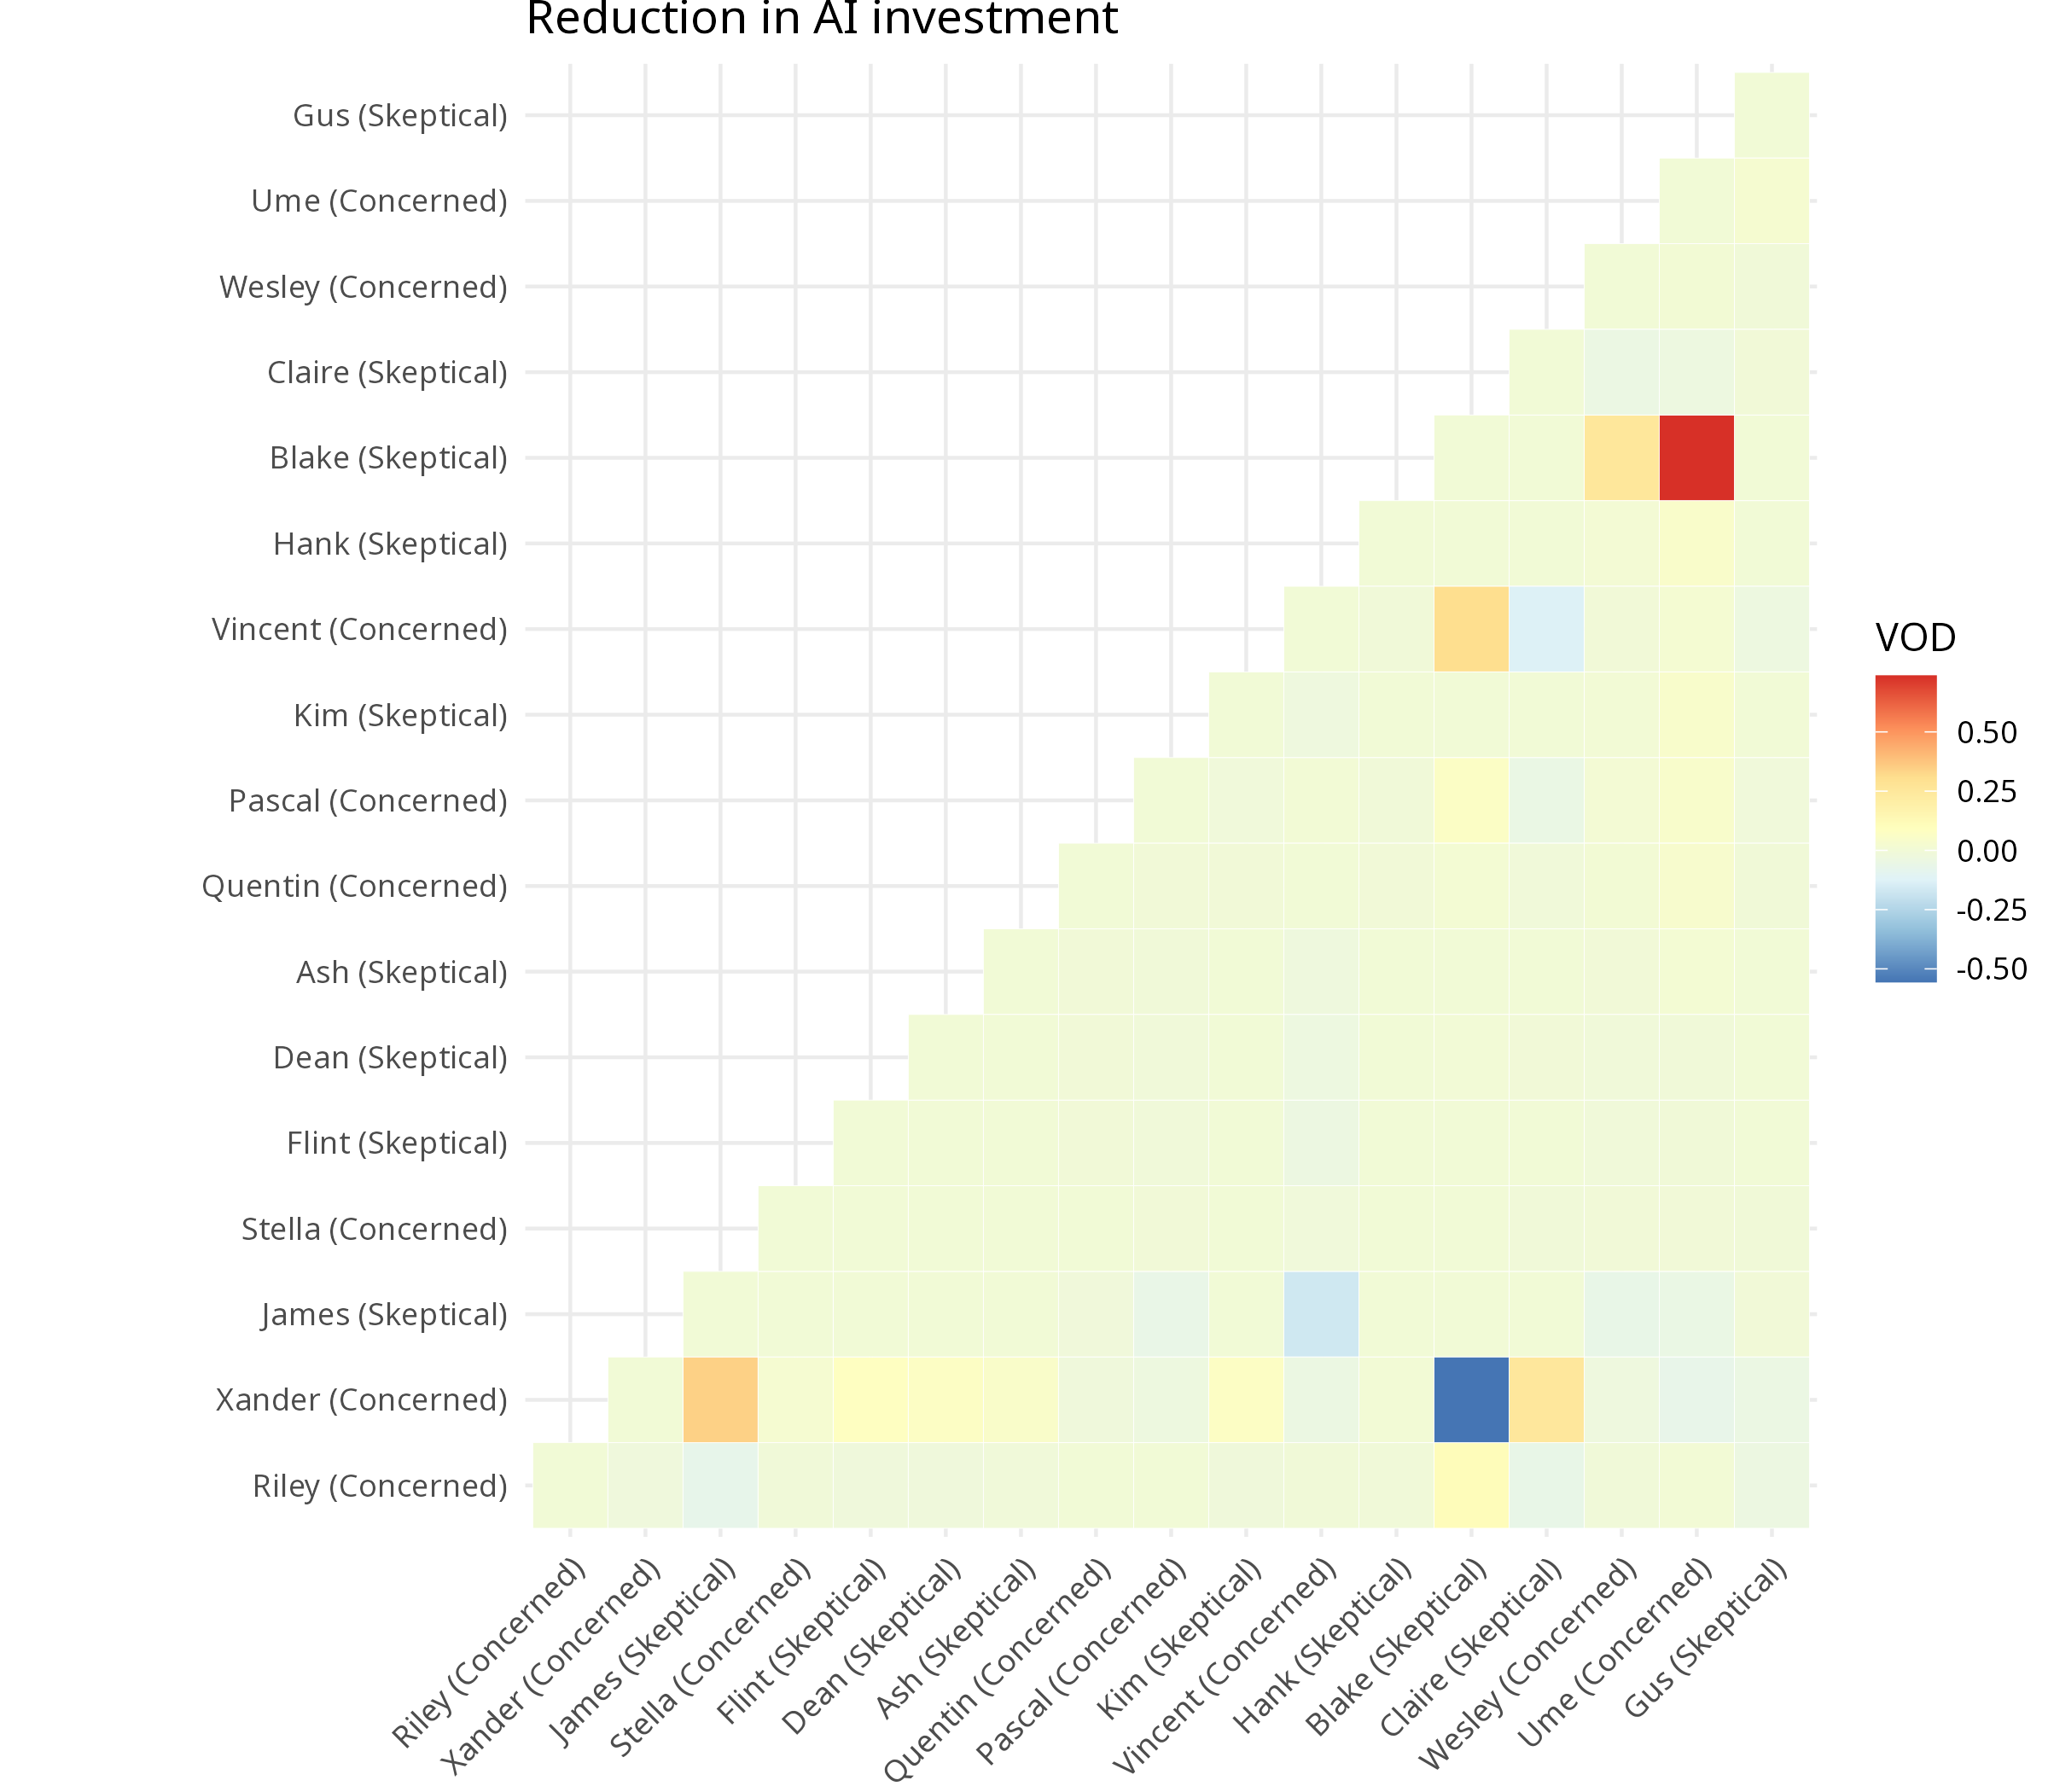 Reduction in AI investment
Gus (Skeptical)
Ume (Concerned)
Wesley (Concerned)
Claire (Skeptical)
Blake (Skeptical)
Hank (Skeptical)
Vincent (Concerned)
Kim (Skeptical)
Pascal (Concerned)
Quentin (Concerned)
Ash (Skeptical)
Dean (Skeptical)
Flint (Skeptical)
Stella (Concerned)
James (Skeptical)
Xander (Concerned)
Riley (Concerned)
Riley (Concerned)
Xander (Concerned)
James (Skeptical)
Stella (Concerned)
Flint (Skeptical)
Dean (Skeptical)
Ash (Skeptical)
Quentin (Concerned)
Pascal (Concerned)
Kim (Skeptical)
Vincent (Concerned)
Hank (Skeptical)
Blake (Skeptical)
Claire (Skeptical)
Wesley (Concerned)
Ume (Concerned)
Gus (Skeptical)
VOD
0.50
0.25
0.00
-0.25
-0.50